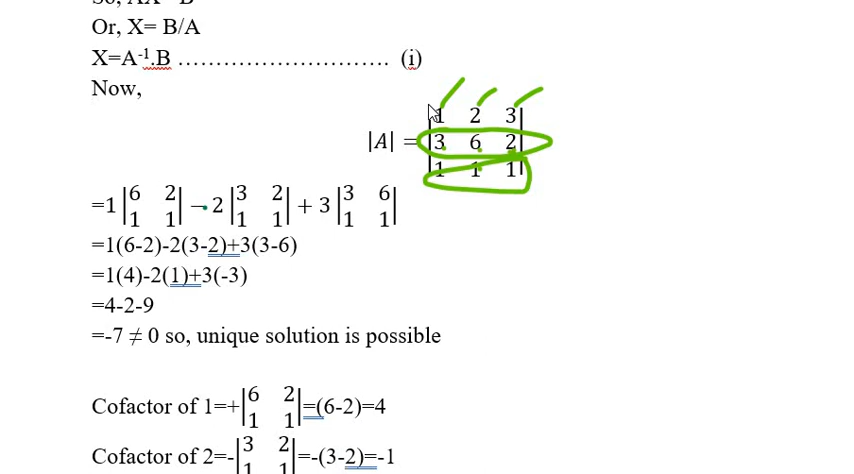 Or, X= B/A
X=A-1.B ………………………. (i)
Now,
|A| = |1 2 3|
|3 6 2|
|1 1 1|
=1|6 2| - 2|3 2| + 3|3 6|
|1 1| |1 1| |1 1|
=1(6-2)-2(3-2)+3(3-6)
=1(4)-2(1)+3(-3)
=4-2-9
=-7 ≠ 0 so, unique solution is possible
Cofactor of 1=+|6 2|=(6-2)=4
|1 1|
Cofactor of 2=-|3 2|=-(3-2)=-1
|1 1|